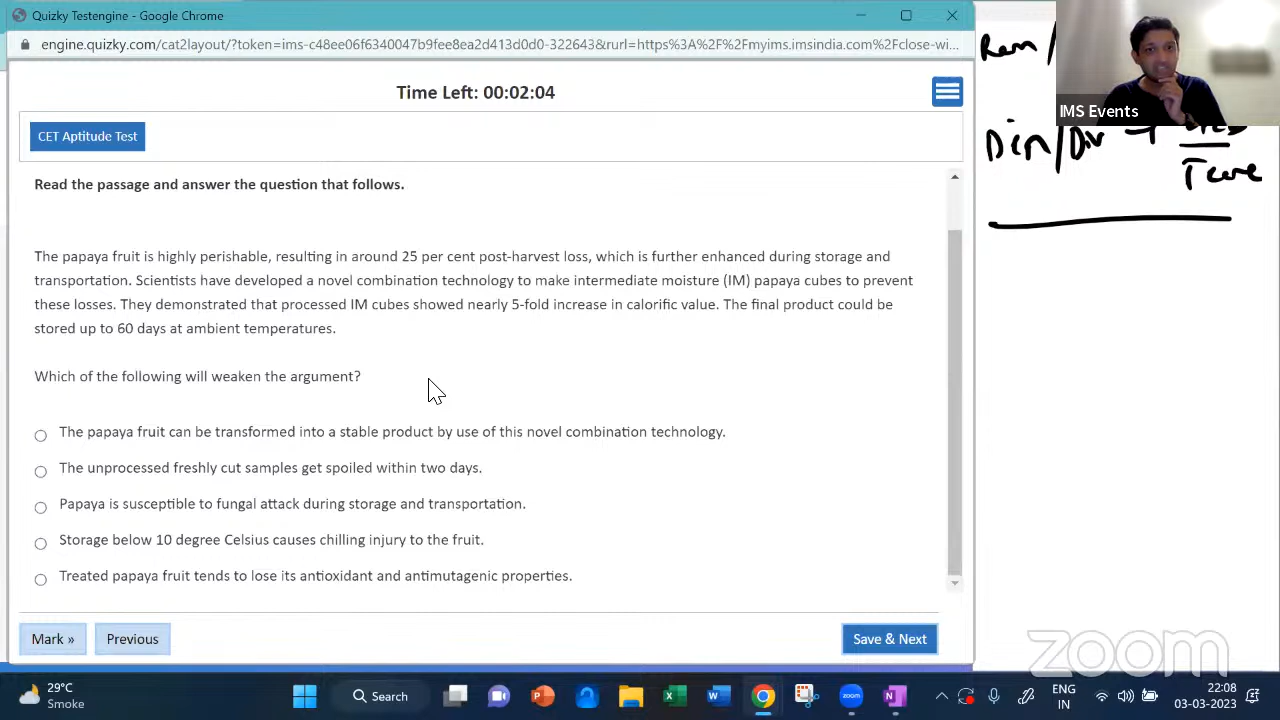 Quizky Testengine - Google Chrome
engine.quizky.com/cat2layout/?token=ims-c48ee06f6340047b9fee8ea2d413d0d0-322643&rurl=https%3A%2F%2Fmyims.imsindia.com%2Fclose-wi...
Time Left: 00:02:04
CET Aptitude Test
Read the passage and answer the question that follows.
The papaya fruit is highly perishable, resulting in around 25 per cent post-harvest loss, which is further enhanced during storage and
transportation. Scientists have developed a novel combination technology to make intermediate moisture (IM) papaya cubes to prevent
these losses. They demonstrated that processed IM cubes showed nearly 5-fold increase in calorific value. The final product could be
stored up to 60 days at ambient temperatures.
Which of the following will weaken the argument?
The papaya fruit can be transformed into a stable product by use of this novel combination technology.
The unprocessed freshly cut samples get spoiled within two days.
Papaya is susceptible to fungal attack during storage and transportation.
Storage below 10 degree Celsius causes chilling injury to the fruit.
Treated papaya fruit tends to lose its antioxidant and antimutagenic properties.
Mark »
Previous
Save & Next
IMS Events
zoom
29°C
Smoke
Search
zoom
ENG
IN
22:08
03-03-2023